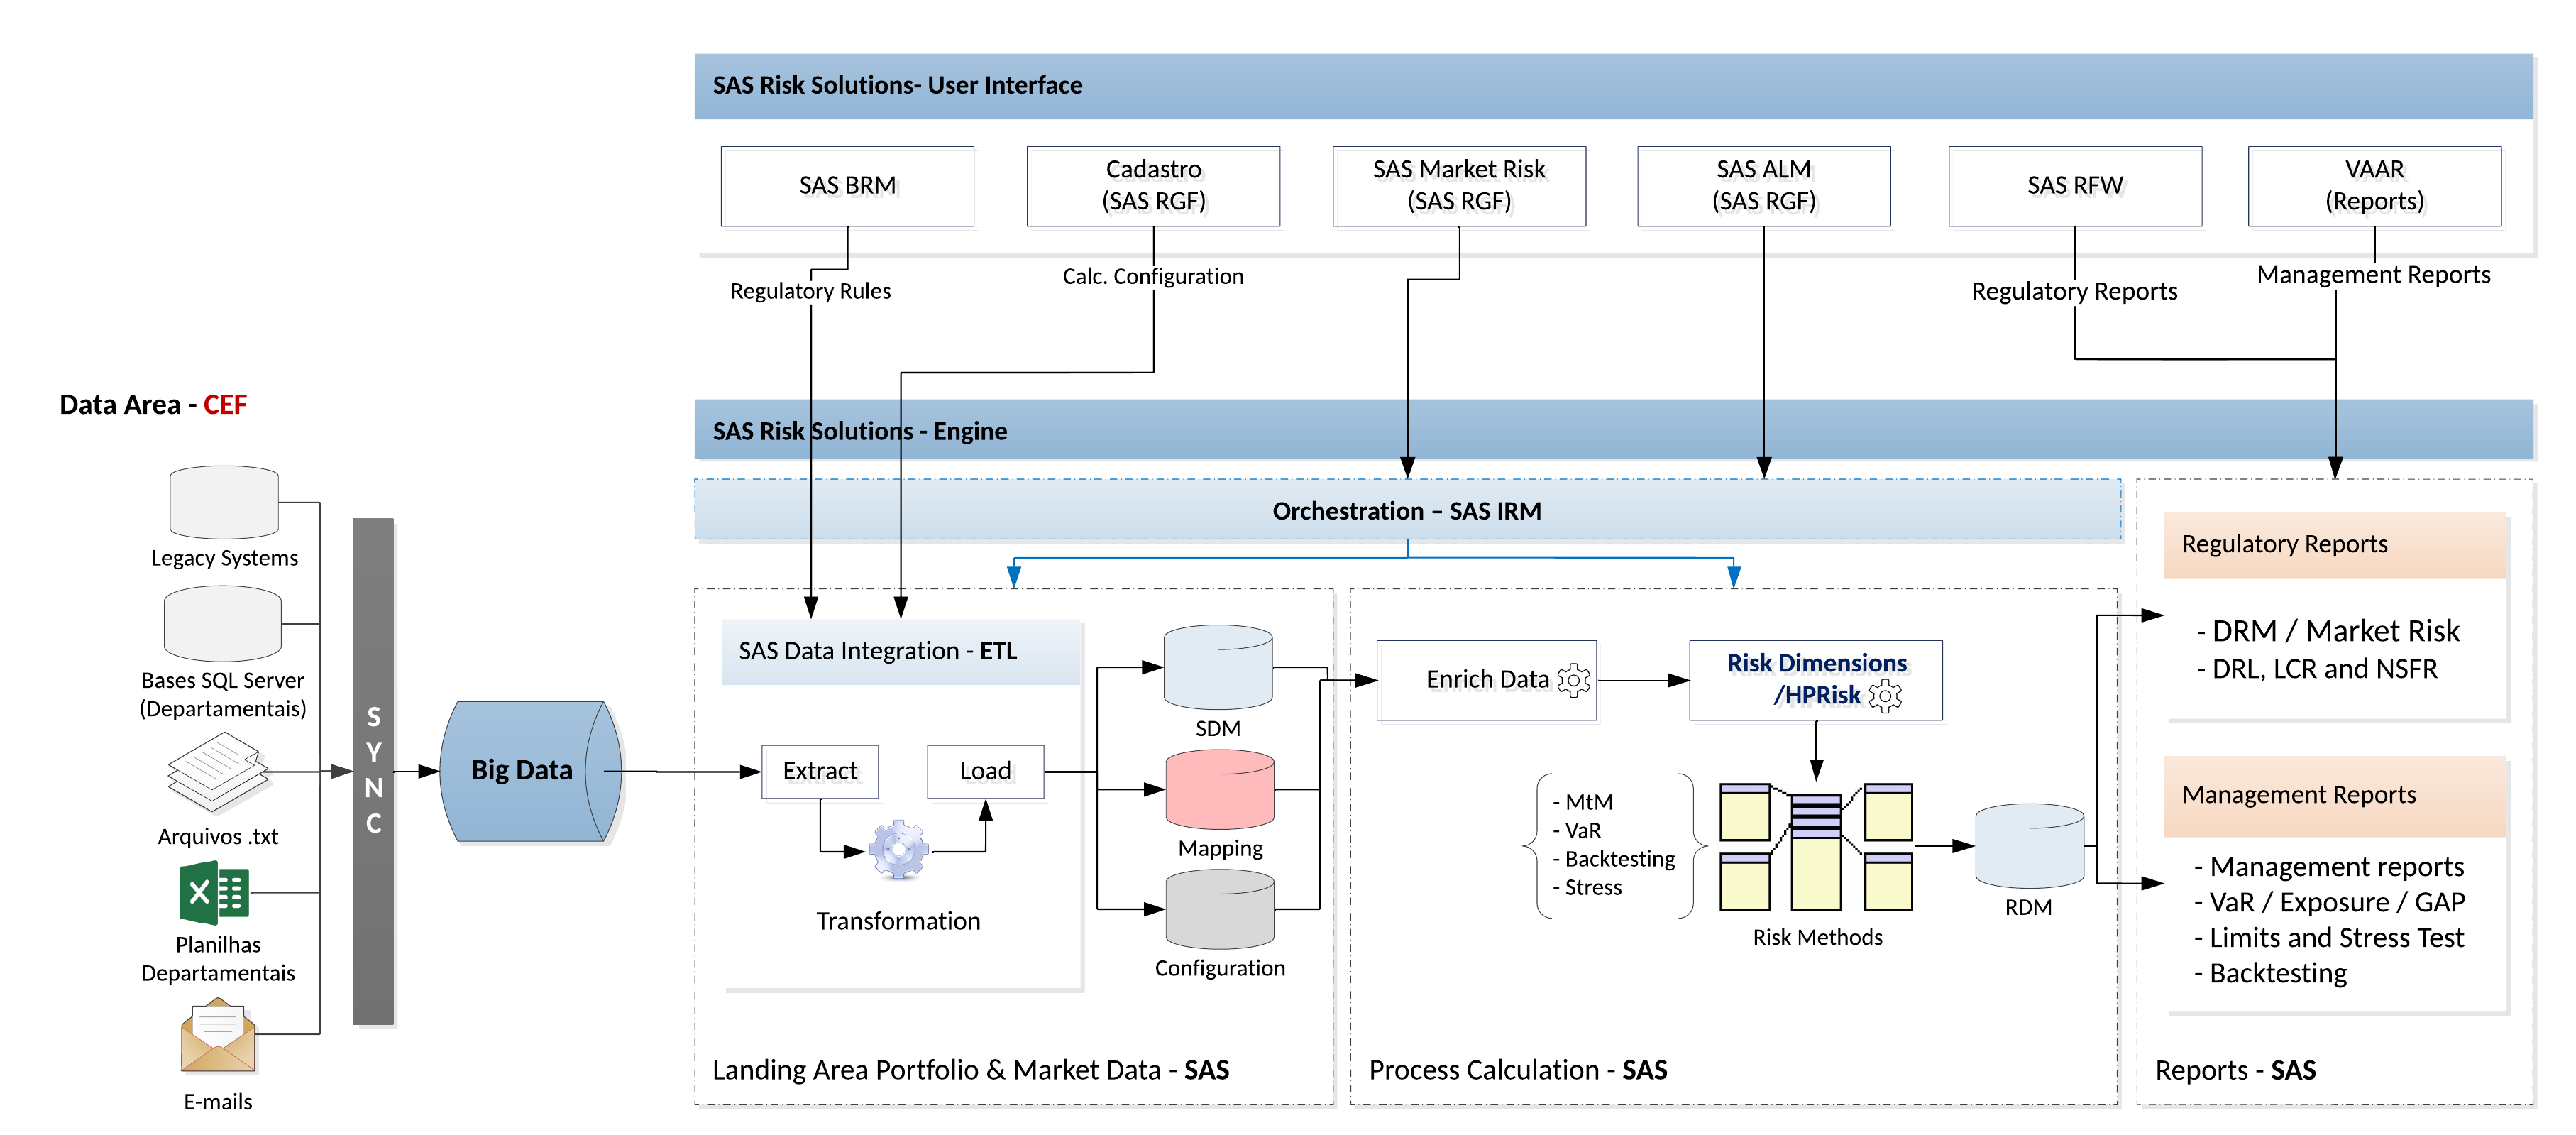 SAS Risk Solutions- User Interface
SAS BRM
Cadastro
(SAS RGF)
SAS Market Risk
(SAS RGF)
SAS ALM
(SAS RGF)
SAS RFW
VAAR
(Reports)
Regulatory Rules
Calc. Configuration
Regulatory Reports
Management Reports
Data Area - CEF
SAS Risk Solutions - Engine
Orchestration – SAS IRM
Legacy Systems
Bases SQL Server
(Departamentais)
Arquivos .txt
Planilhas
Departamentais
E-mails
S
Y
N
C
Big Data
SAS Data Integration - ETL
Extract
Load
Transformation
SDM
Mapping
Configuration
Landing Area Portfolio & Market Data - SAS
Enrich Data
Risk Dimensions
/HPRisk
- MtM
- VaR
- Backtesting
- Stress
Risk Methods
RDM
Process Calculation - SAS
Regulatory Reports
- DRM / Market Risk
- DRL, LCR and NSFR
Management Reports
- Management reports
- VaR / Exposure / GAP
- Limits and Stress Test
- Backtesting
Reports - SAS